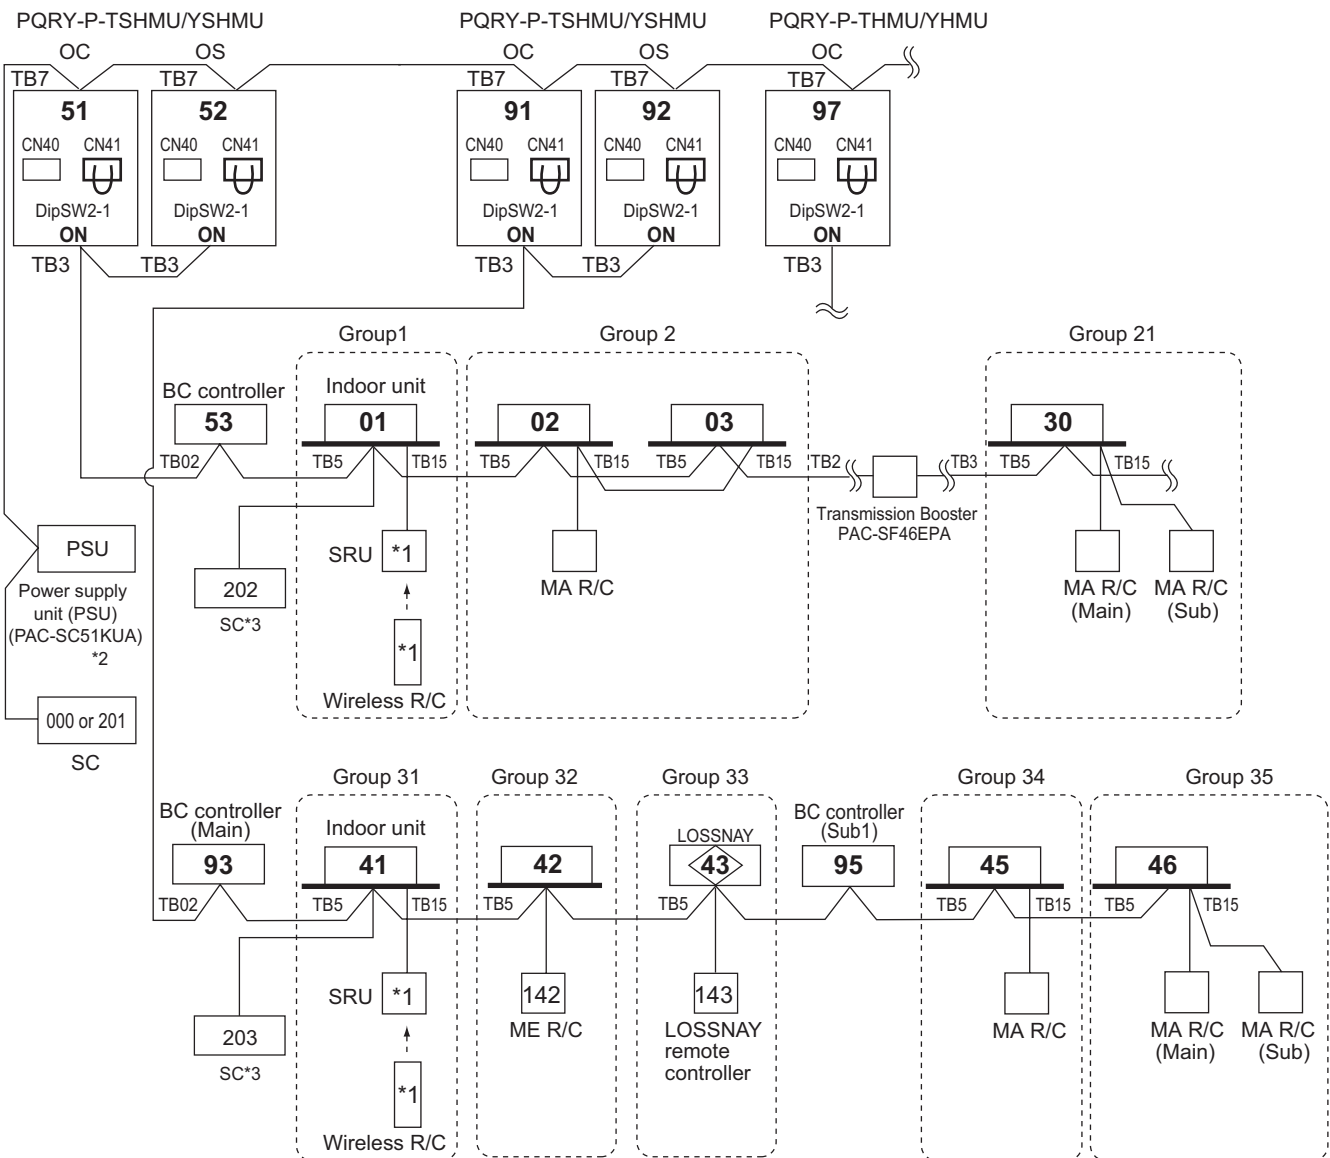 PQRY-P-TSHMU/YSHMU
PQRY-P-TSHMU/YSHMU
PQRY-P-THMU/YHMU
OC
OS
OC
OS
OC
TB7
TB7
TB7
TB7
TB7
51
52
91
92
97
CN40
CN41
CN40
CN41
CN40
CN41
CN40
CN41
CN40
CN41
DipSW2-1
DipSW2-1
DipSW2-1
DipSW2-1
DipSW2-1
ON
ON
ON
ON
ON
TB3
TB3
TB3
TB3
TB3
Group1
Group 2
Group 21
BC controller
Indoor unit
53
01
02
03
30
TB02
TB5
TB15
TB5
TB15
TB5
TB15
TB2
TB3
TB5
TB15
Transmission Booster
PAC-SF46EPA
PSU
Power supply
unit (PSU)
(PAC-SC51KUA)
*2
SRU
*1
202
SC*3
*1
Wireless R/C
MA R/C
MA R/C
(Main)
MA R/C
(Sub)
000 or 201
SC
Group 31
Group 32
Group 33
Group 34
Group 35
BC controller
(Main)
Indoor unit
LOSSNAY
BC controller
(Sub1)
93
41
42
43
95
45
46
TB02
TB5
TB15
TB5
TB5
TB5
TB15
TB5
TB15
SRU
*1
203
SC*3
*1
Wireless R/C
142
ME R/C
143
LOSSNAY
remote
controller
MA R/C
MA R/C
(Main)
MA R/C
(Sub)